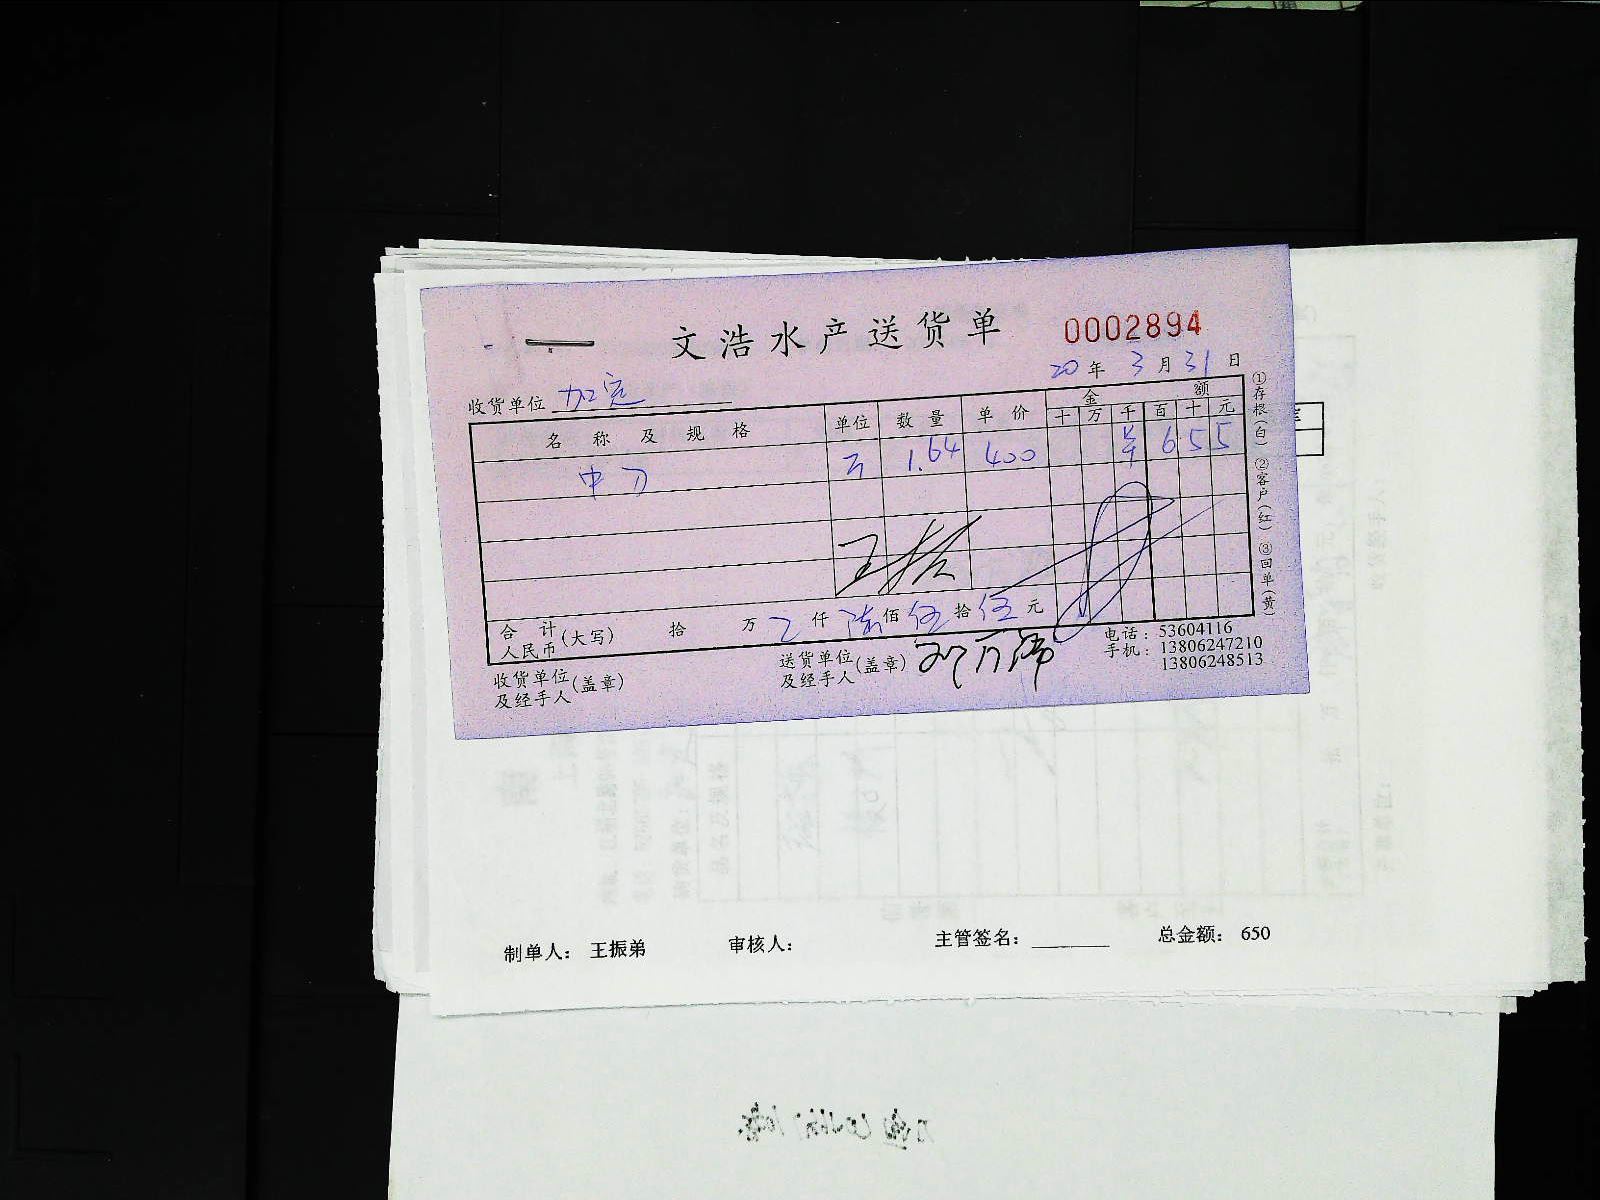 文浩水产送货单 0002894
20年 3月 31日
收货单位 加宽
名称及规格 单位 数量 单价 金额
十 万 千 百 十 元
中刀 1.64 400 6 5 5
合计人民币(大写) 拾 万 仟 陆佰 伍拾 伍元
收货单位及经手人(盖章)
送货单位及经手人(盖章)
电话:53604116
手机:13806247210
13806248513
①存根(白) ②客户(红) ③回单(黄)
制单人: 王振弟 审核人: 主管签名: 总金额: 650